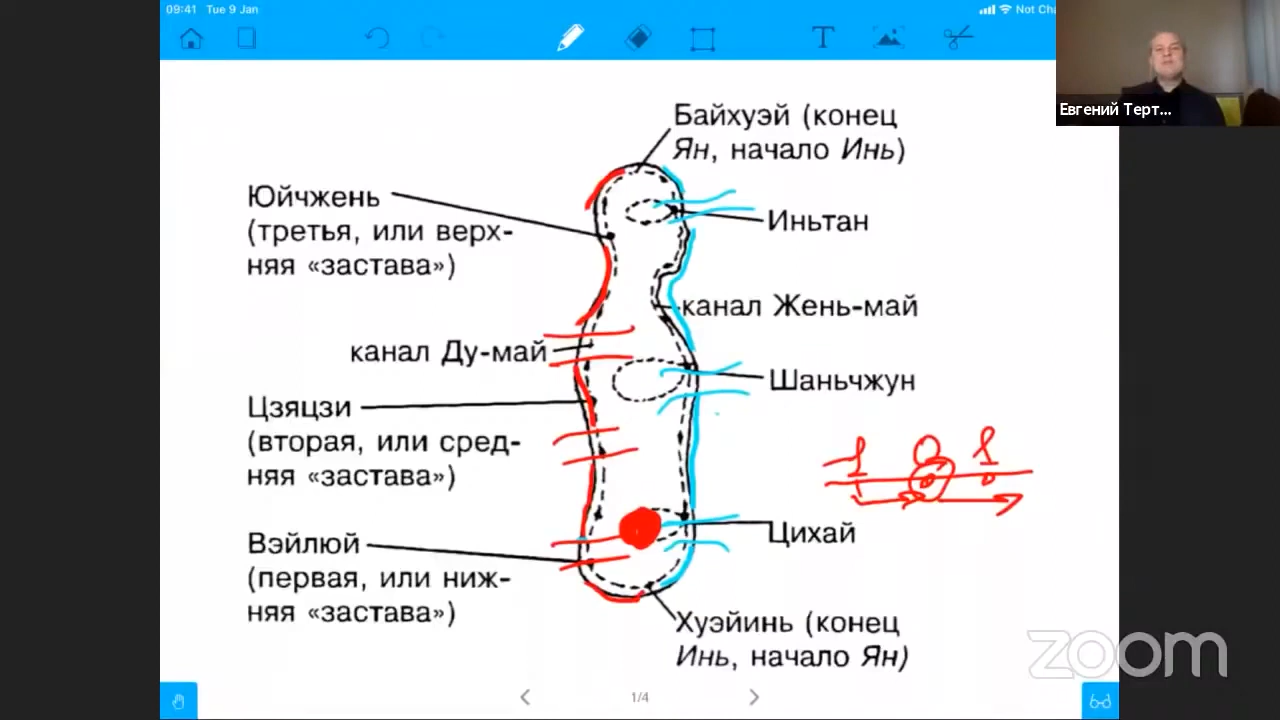 09:41 Tue 9 Jan
Not Cha
T
Евгений Терт...
Байхуэй (конец
Ян, начало Инь)
Юйчжень
(третья, или верх-
няя «застава»)
Иньтан
канал Жень-май
канал Ду-май
Шаньчжун
Цзяцзи
(вторая, или сред-
няя «застава»)
Цихай
Вэйлюй
(первая, или ниж-
няя «застава»)
Хуэйинь (конец
Инь, начало Ян)
1/4
zoom